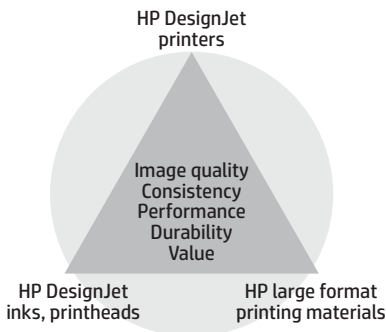 HP DesignJet
printers
Image quality
Consistency
Performance
Durability
Value
HP DesignJet
inks, printheads
HP large format
printing materials